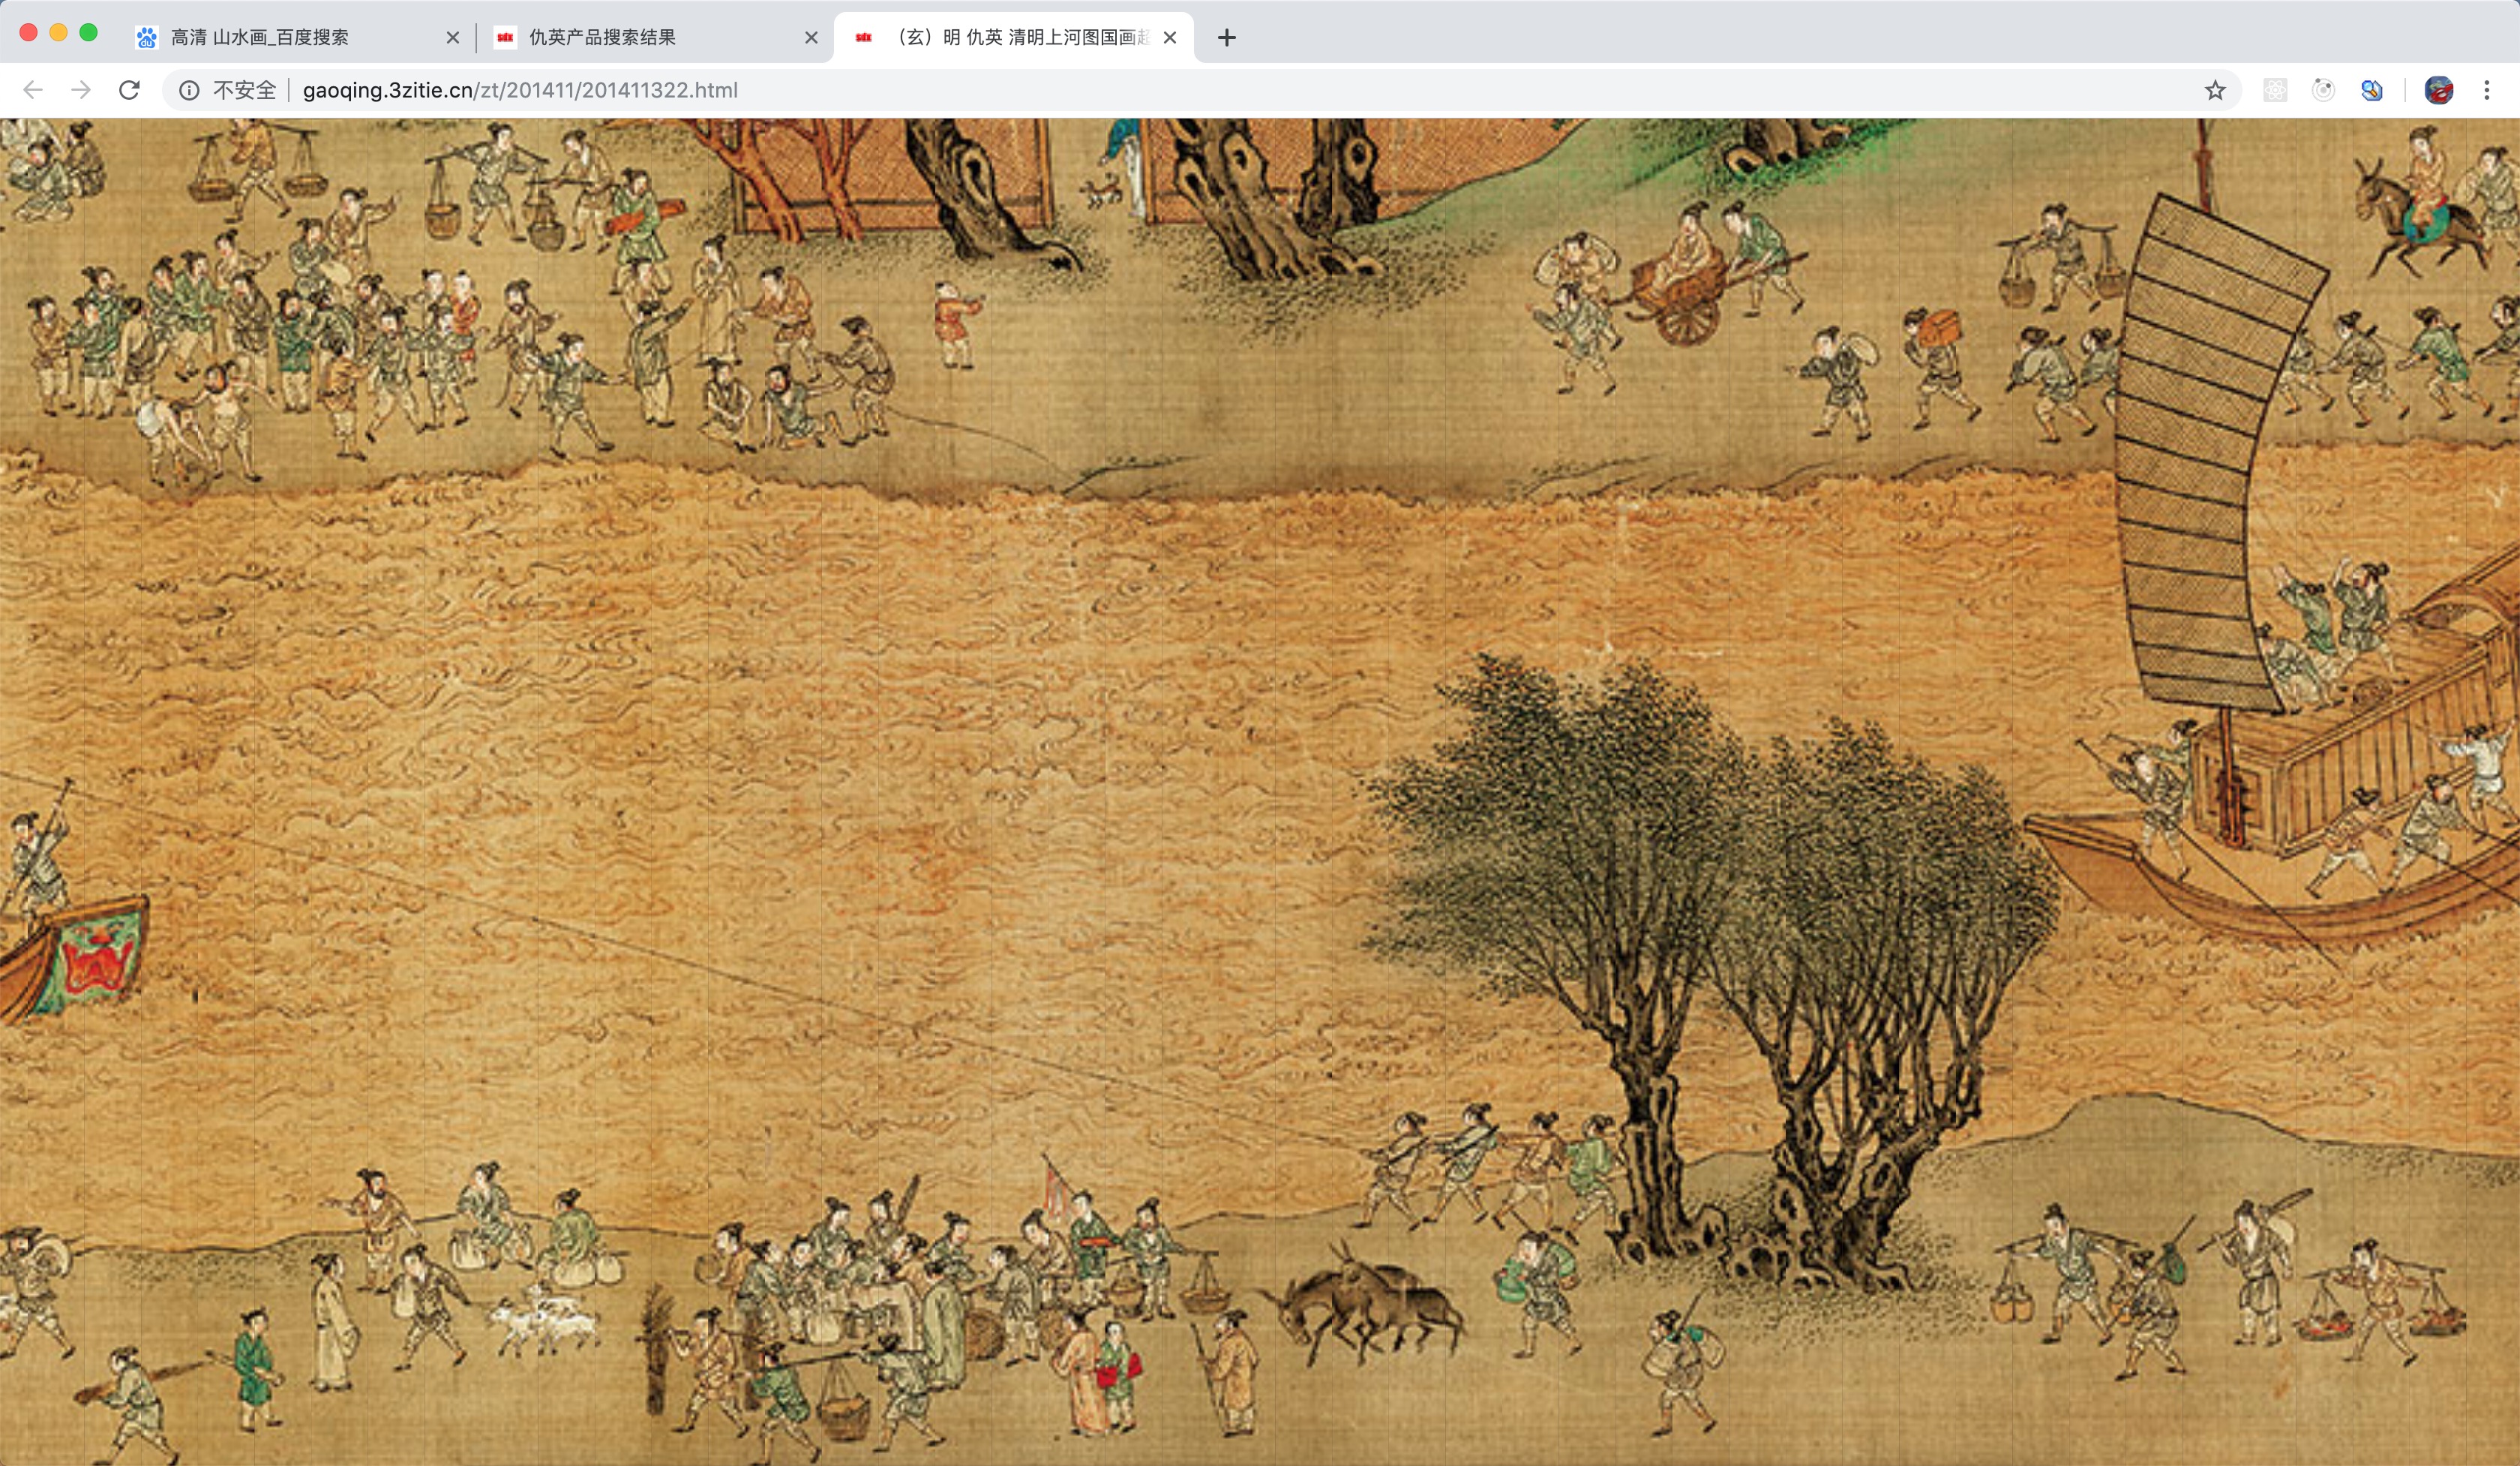 高清 山水画_百度搜索
仇英产品搜索结果
（玄）明 仇英 清明上河图国画
不安全
gaoqing.3zitie.cn/zt/201411/201411322.html